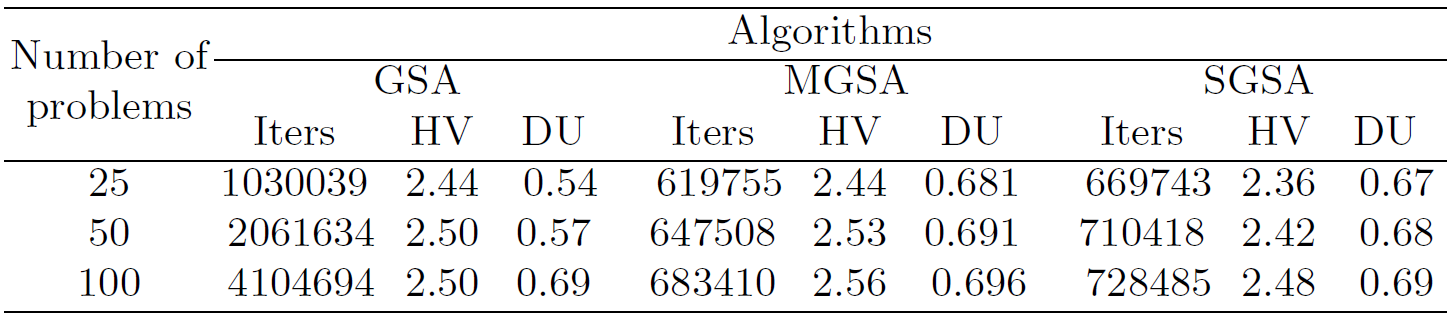 Algorithms
Number of
problems
GSA MGSA SGSA
Iters HV DU Iters HV DU Iters HV DU
25 1030039 2.44 0.54 619755 2.44 0.681 669743 2.36 0.67
50 2061634 2.50 0.57 647508 2.53 0.691 710418 2.42 0.68
100 4104694 2.50 0.69 683410 2.56 0.696 728485 2.48 0.69